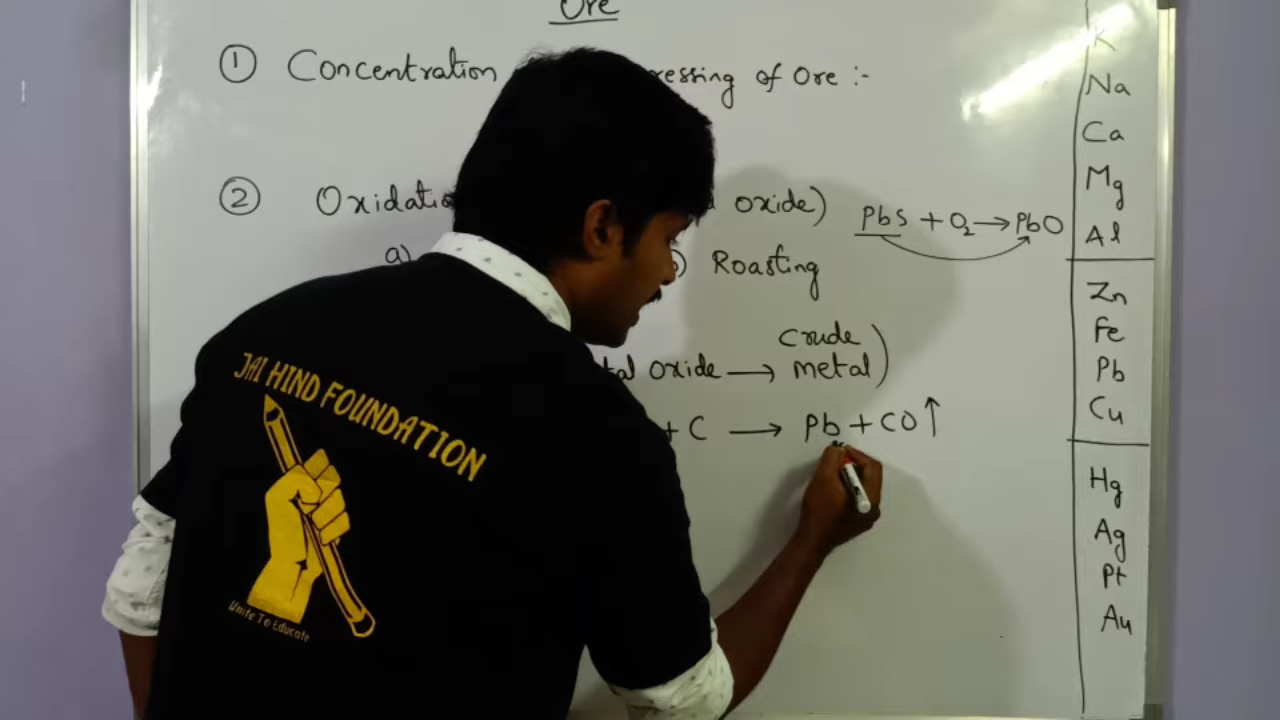 Ore
① Concentration ressing of Ore :-
② Oxidatio oxide) PbS + O₂ → PbO
a) Roasting
crude
tal oxide → metal)
+ C → Pb + CO ↑
K
Na
Ca
Mg
Al
Zn
Fe
Pb
Cu
Hg
Ag
Pt
Au
JAI HIND FOUNDATION
Unite To Educate